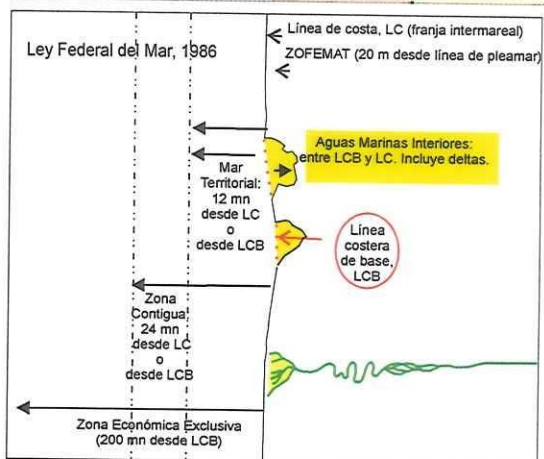 Ley Federal del Mar, 1986
Línea de costa, LC (franja intermareal)
ZOFEMAT (20 m desde línea de pleamar)
Aguas Marinas Interiores:
entre LCB y LC. Incluye deltas.
Mar
Territorial:
12 mn
desde LC
o
desde LCB
Línea
costera
de base,
LCB
Zona
Contigua:
24 mn
desde LC
o
desde LCB
Zona Económica Exclusiva
(200 mn desde LCB)